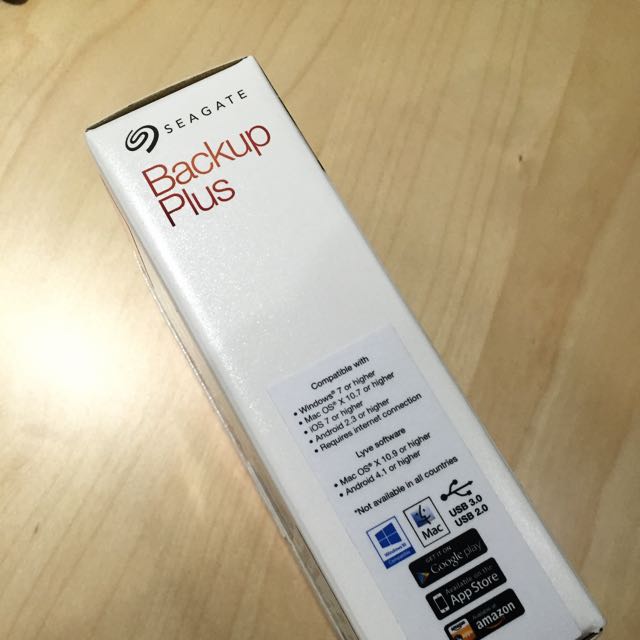 SEAGATE
Backup
Plus
Compatible with
• Windows® 7 or higher
• Mac OS® X 10.7 or higher
• iOS 7 or higher
• Android 2.3 or higher
• Requires internet connection
Lyve software
• Mac OS® X 10.9 or higher
• Android 4.1 or higher
*Not available in all countries
Mac
USB 3.0
USB 2.0
GET IT ON
Google play
Available on the
App Store
amazon